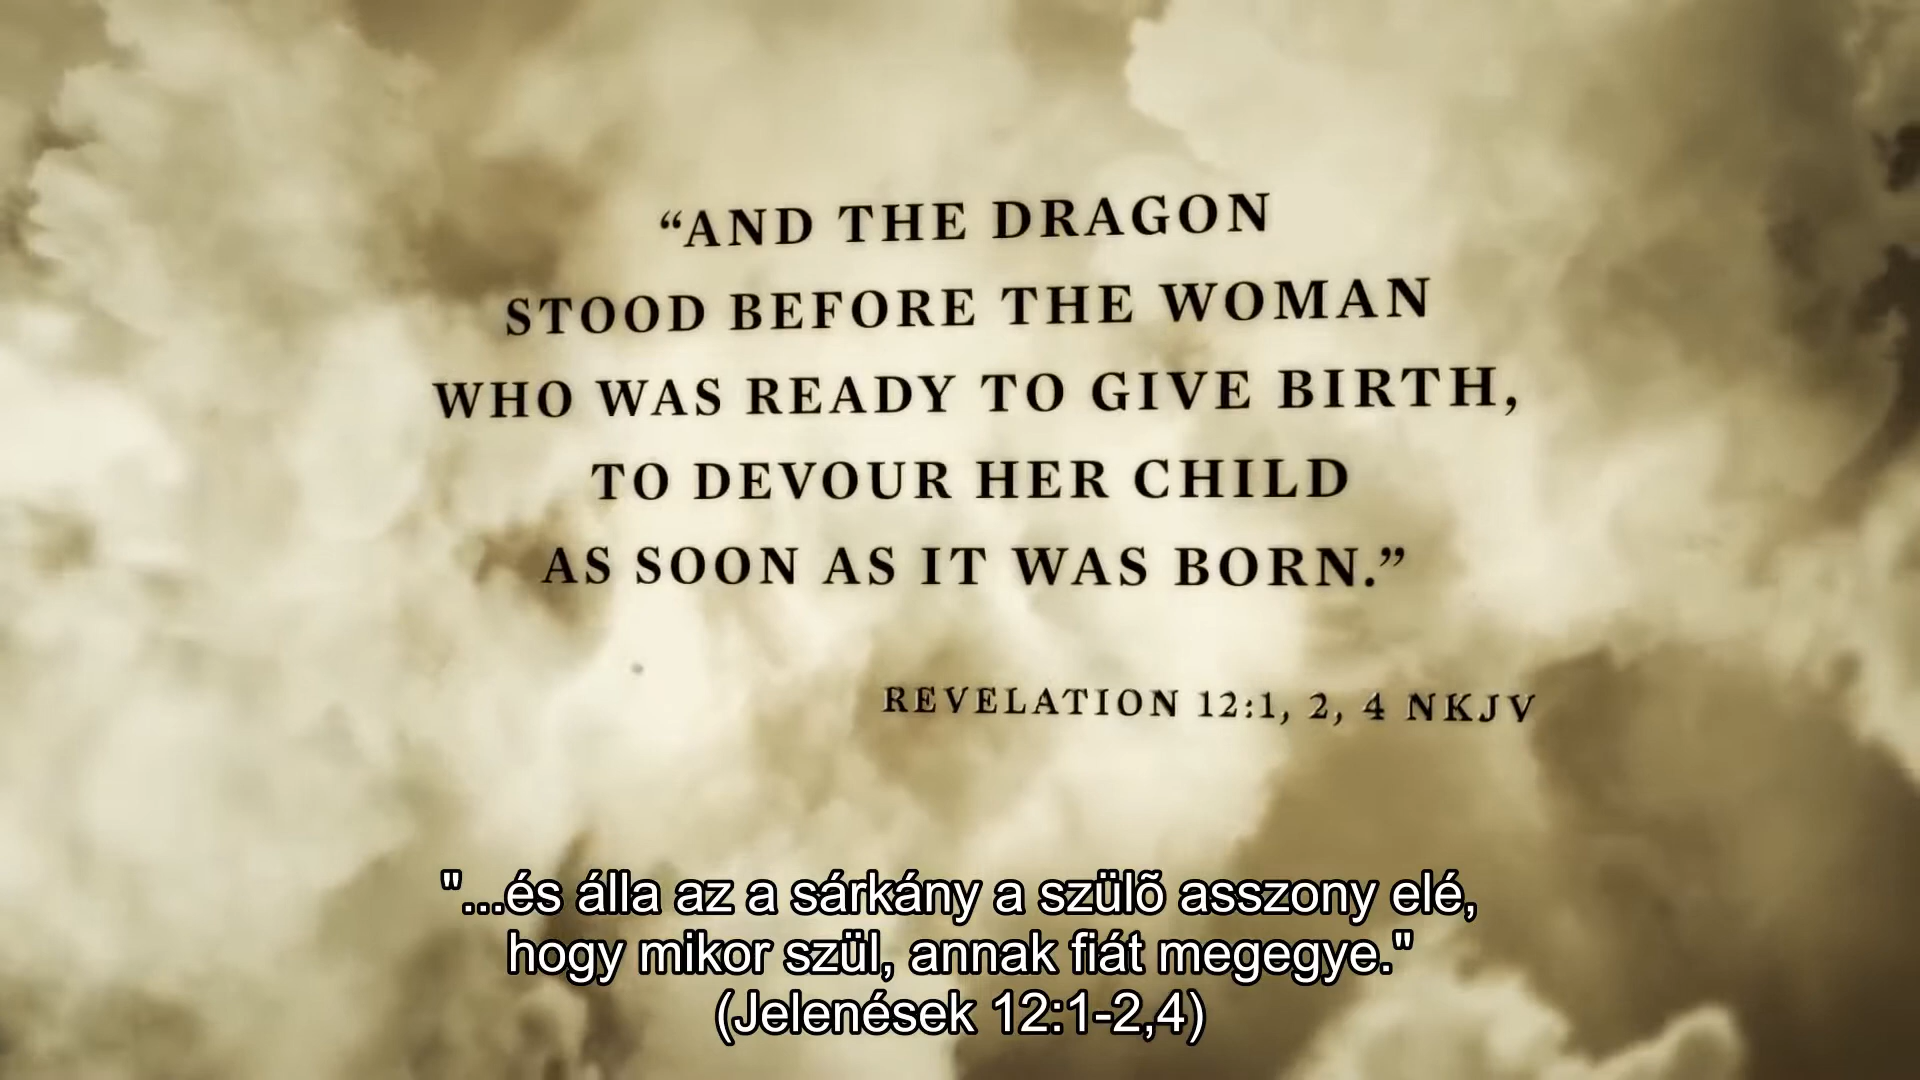 “AND THE DRAGON
STOOD BEFORE THE WOMAN
WHO WAS READY TO GIVE BIRTH,
TO DEVOUR HER CHILD
AS SOON AS IT WAS BORN.”
REVELATION 12:1, 2, 4 NKJV
"...és álla az a sárkány a szülõ asszony elé,
hogy mikor szül, annak fiát megegye."
(Jelenések 12:1-2,4)